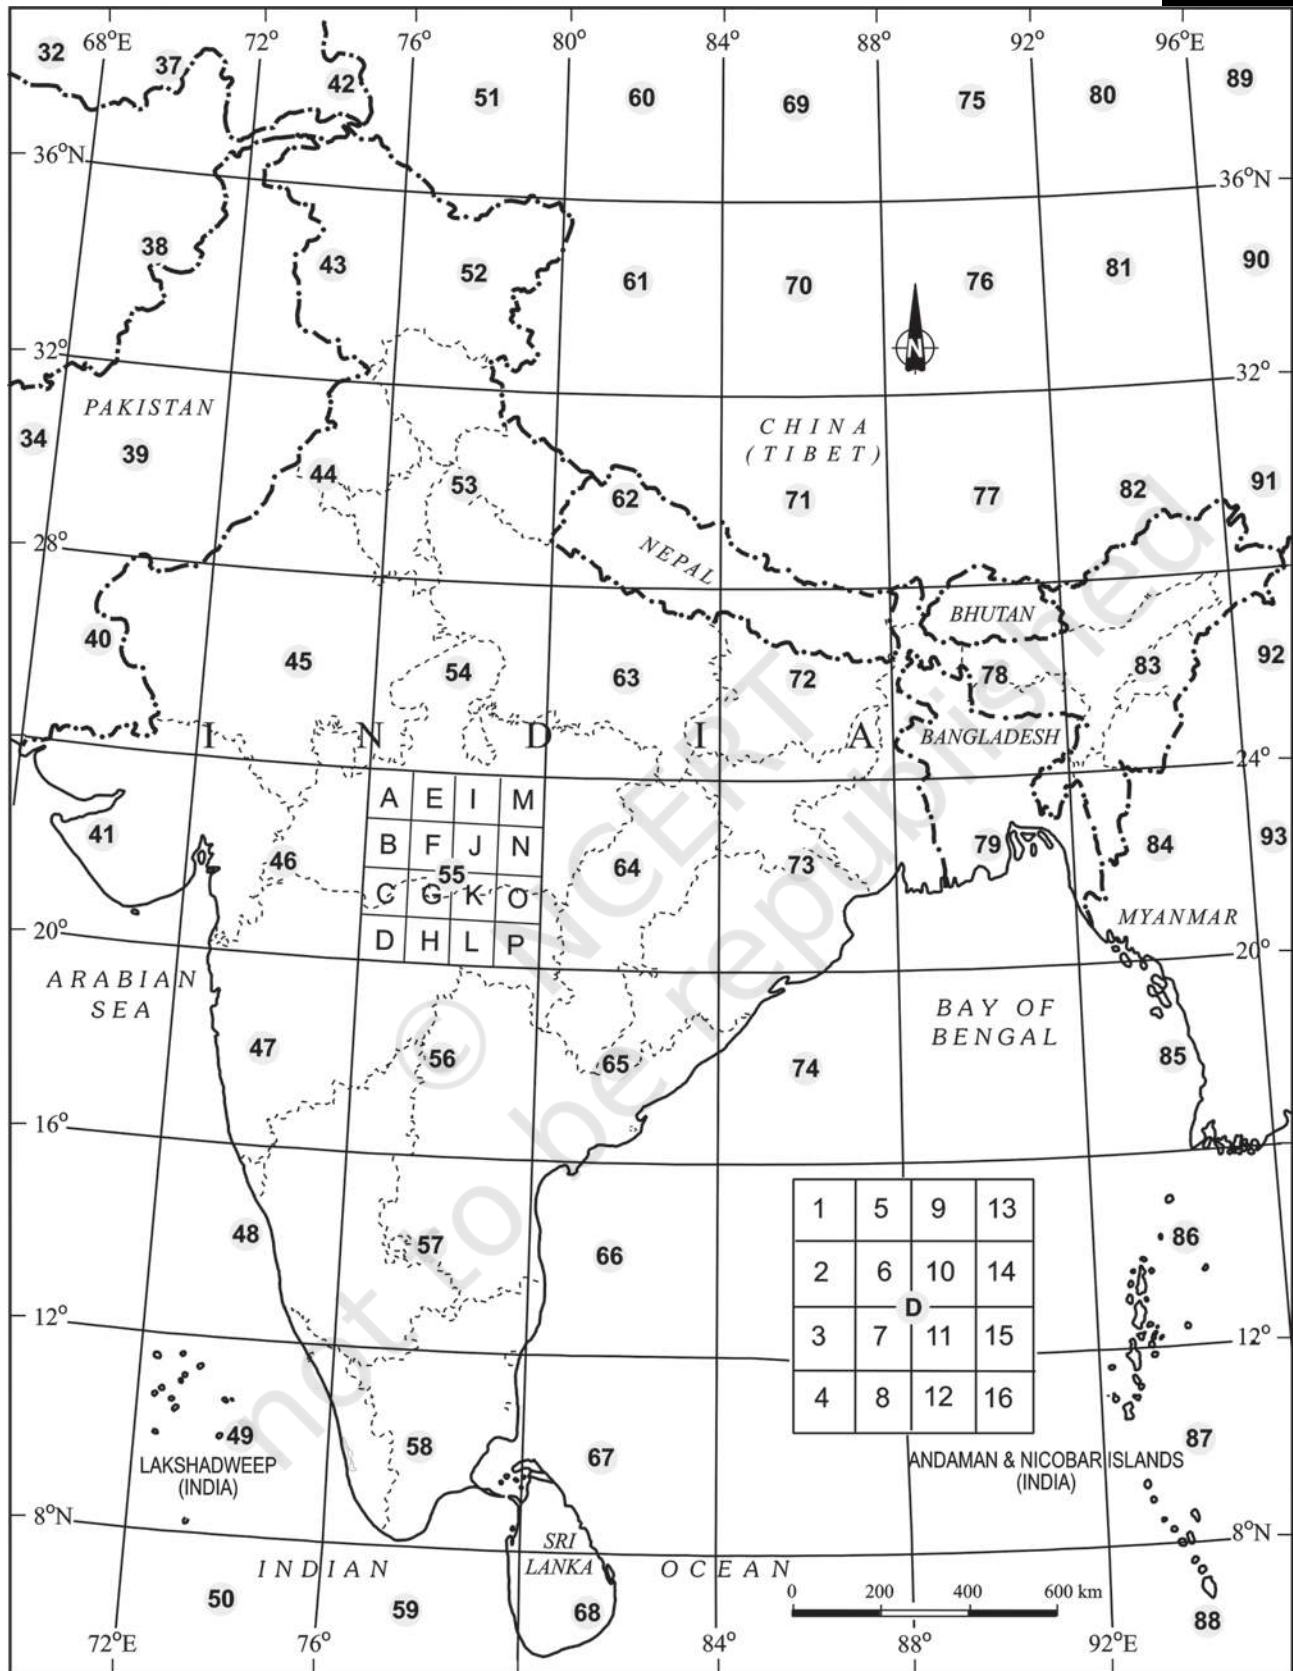 68°E 72° 76° 80° 84° 88° 92° 96°E
32 37 42 51 60 69 75 80 89
36°N 36°N
38 43 52 61 70 76 81 90
N
32° 32°
PAKISTAN
CHINA
(TIBET)
34 39 44 53 62 71 77 82 91
28°
NEPAL
BHUTAN
40 45 54 63 72 78 83 92
I N D I A
BANGLADESH
24°
A E I M
B F J N
55
C G K O
D H L P
41 46 64 73 79 84 93
MYANMAR
20° 20°
ARABIAN
SEA
BAY OF
BENGAL
47 56 65 74 85
16°
48 57 66 86
1 5 9 13
2 6 10 14
D
3 7 11 15
4 8 12 16
12° 12°
49 58 67 87
LAKSHADWEEP
(INDIA)
ANDAMAN & NICOBAR ISLANDS
(INDIA)
8°N 8°N
SRI
LANKA
INDIAN OCEAN
0 200 400 600 km
50 59 68 88
72°E 76° 84° 88° 92°E
© NCERT
not to be republished